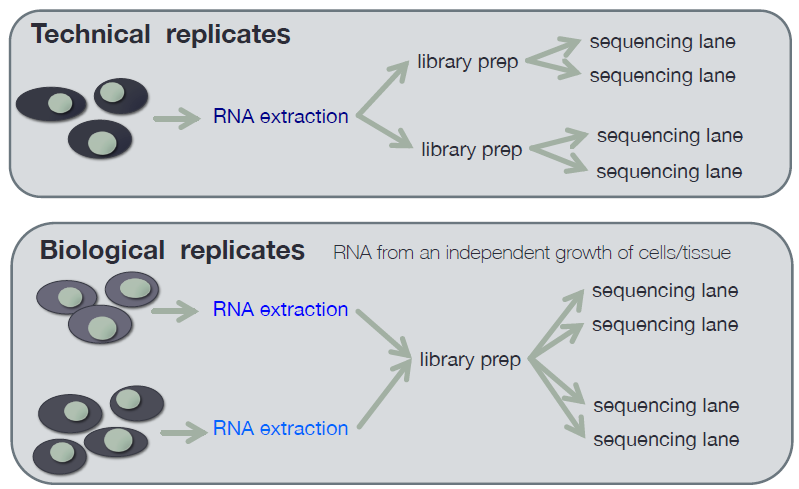 Technical replicates
library prep
sequencing lane
sequencing lane
RNA extraction
library prep
sequencing lane
sequencing lane
Biological replicates RNA from an independent growth of cells/tissue
RNA extraction
sequencing lane
sequencing lane
library prep
RNA extraction
sequencing lane
sequencing lane